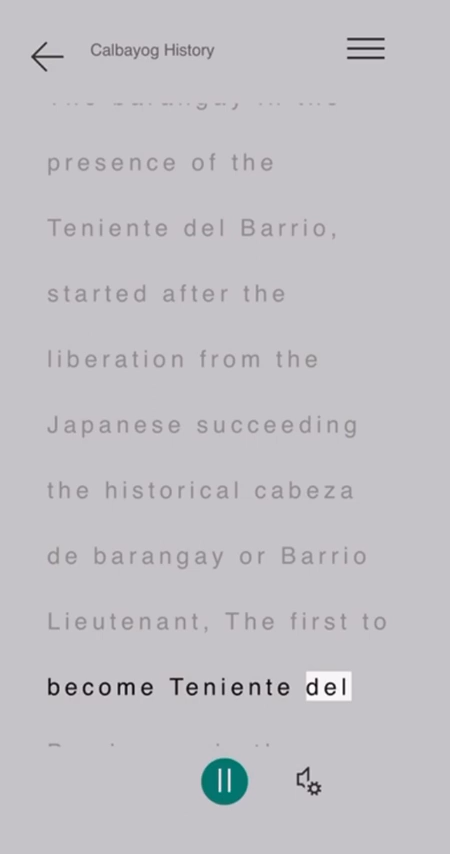 Calbayog History
presence of the
Teniente del Barrio,
started after the
liberation from the
Japanese succeeding
the historical cabeza
de barangay or Barrio
Lieutenant, The first to
become Teniente del